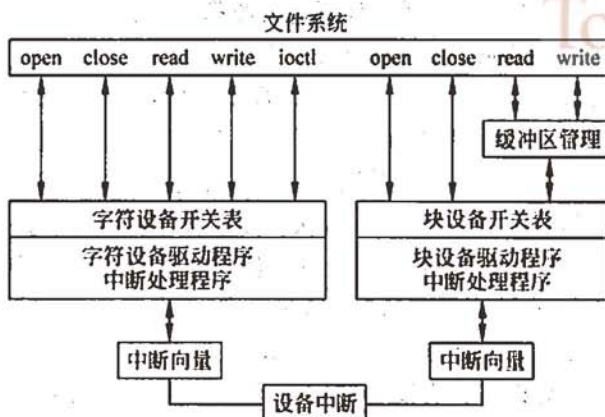 文件系统
open close read write ioctl open close read write
缓冲区管理
字符设备开关表 块设备开关表
字符设备驱动程序 块设备驱动程序
中断处理程序 中断处理程序
中断向量 中断向量
设备中断
To